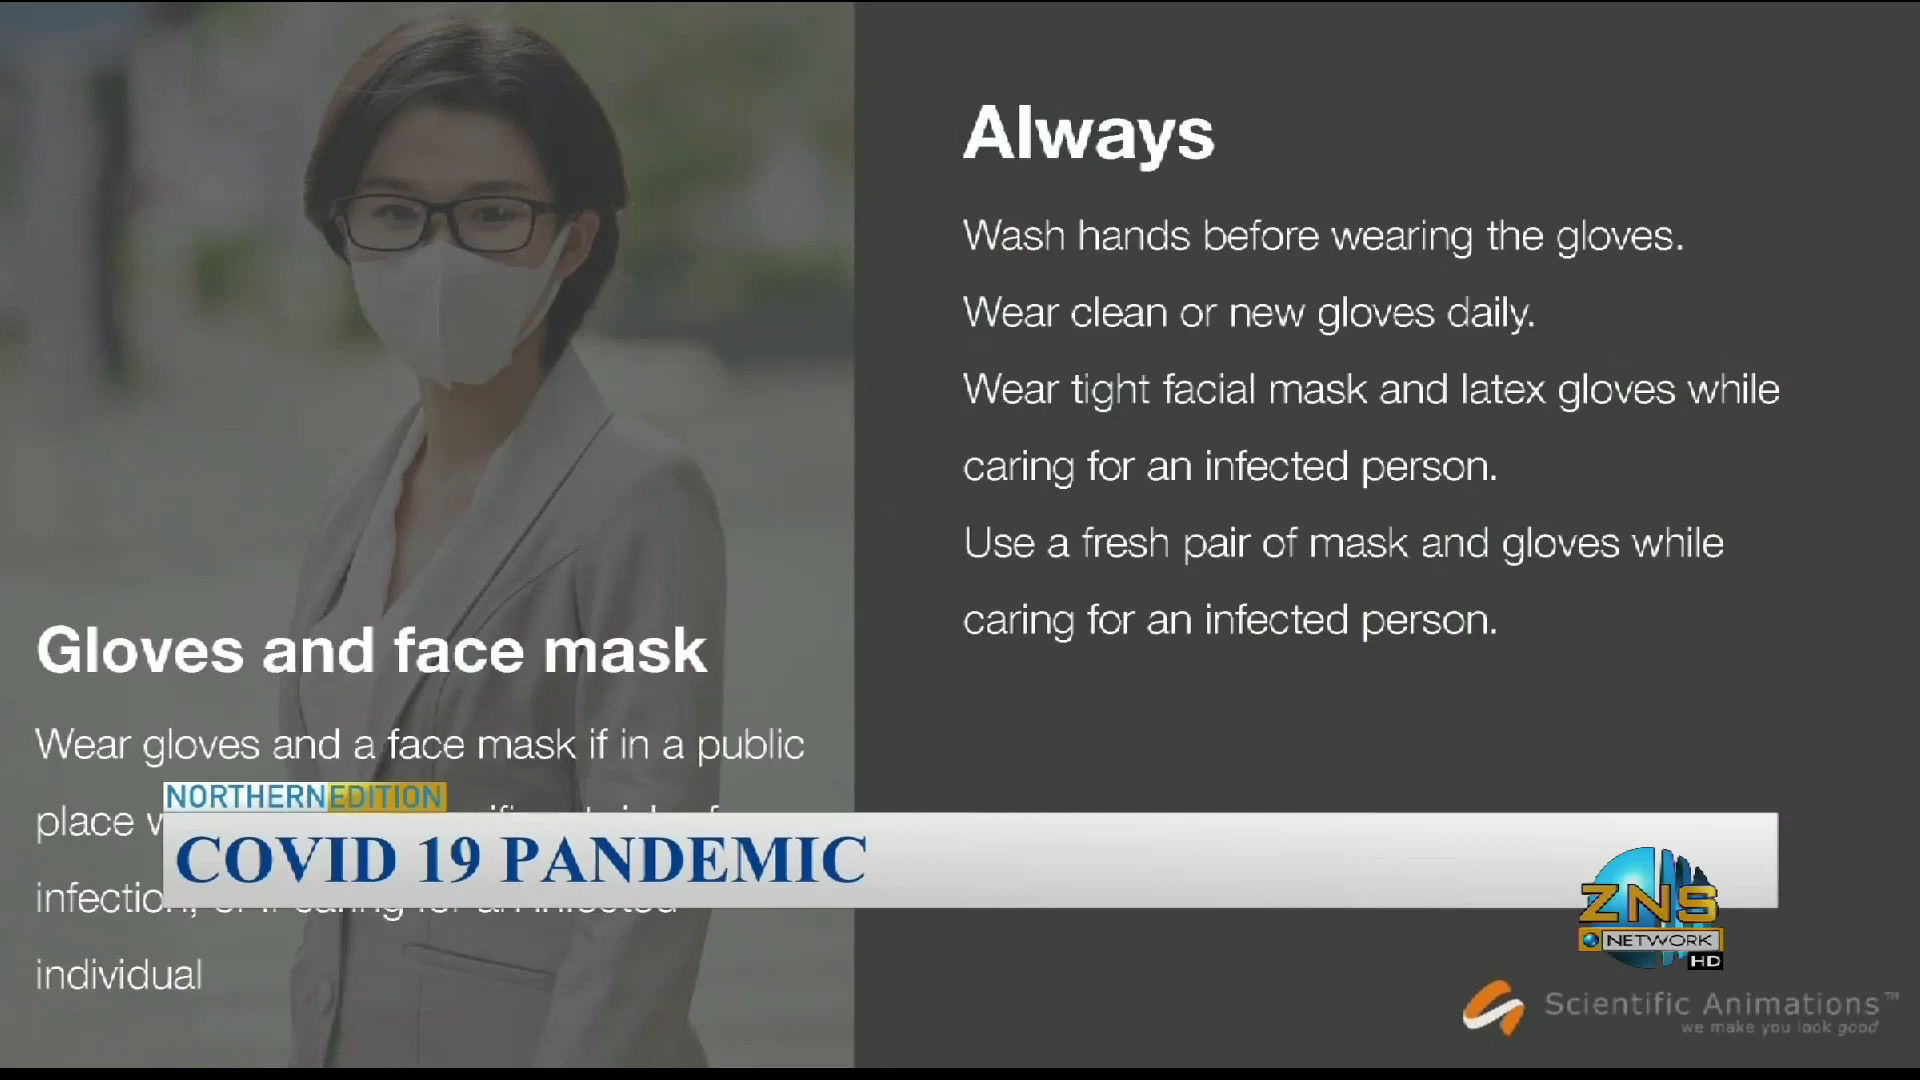 Always
Wash hands before wearing the gloves.
Wear clean or new gloves daily.
Wear tight facial mask and latex gloves while
caring for an infected person.
Use a fresh pair of mask and gloves while
caring for an infected person.
Gloves and face mask
Wear gloves and a face mask if in a public
place
individual
NORTHERN EDITION
COVID 19 PANDEMIC
ZNS
NETWORK
HD
Scientific Animations™
we make you look good